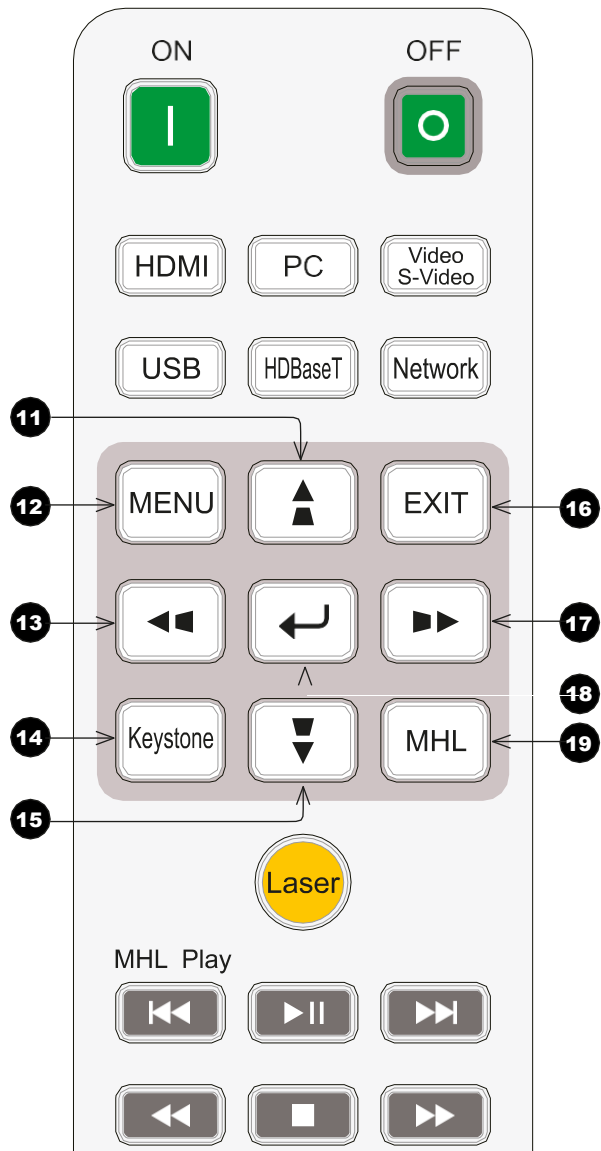 ON OFF
HDMI PC Video
S-Video
USB HDBaseT Network
11
12 MENU EXIT 16
13 17
18
14 Keystone MHL 19
15
Laser
MHL Play